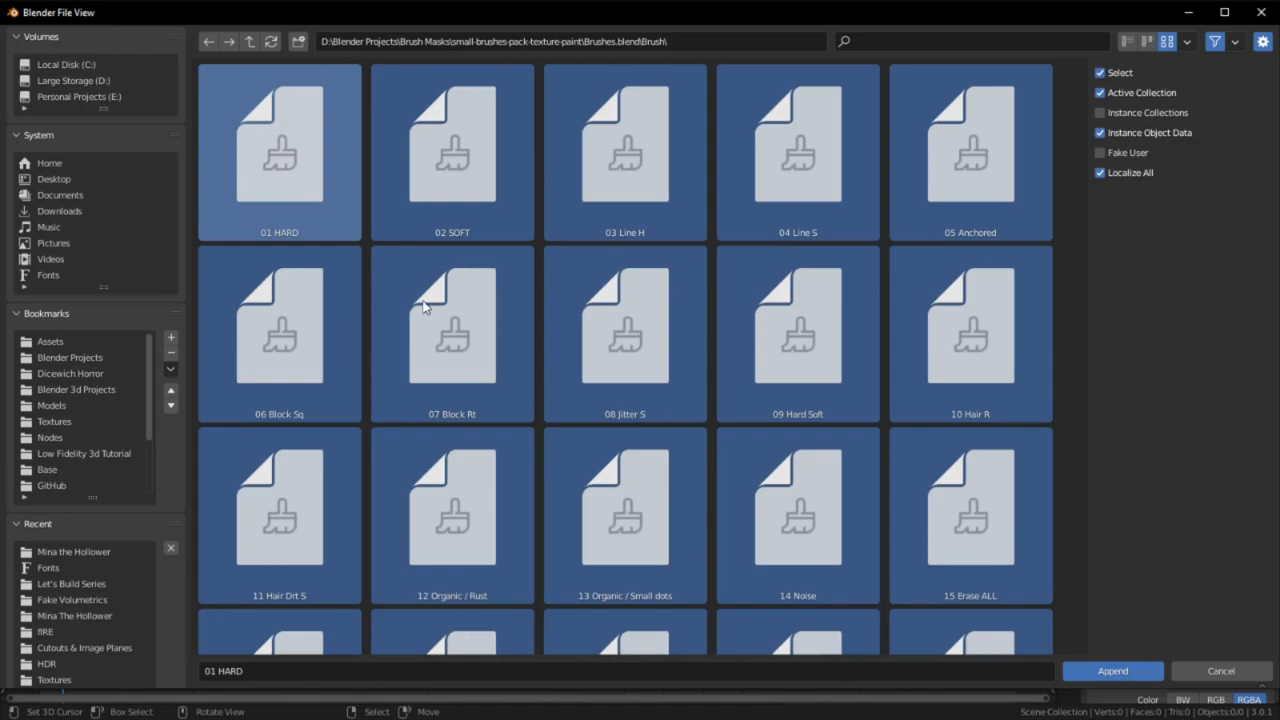 Blender File View
Volumes
Local Disk (C:)
Large Storage (D:)
Personal Projects (E:)
System
Home
Desktop
Documents
Downloads
Music
Pictures
Videos
Fonts
Bookmarks
Assets
Blender Projects
Dicewich Horror
Blender 3d Projects
Models
Textures
Nodes
Low Fidelity 3d Tutorial
Base
GitHub
Recent
Mina the Hollower
Fonts
Let's Build Series
Fake Volumetrics
Mina The Hollower
fIRE
Cutouts & Image Planes
HDR
Textures
D:\Blender Projects\Brush Masks\small-brushes-pack-texture-paint\Brushes.blend\Brush\
01 HARD
02 SOFT
03 Line H
04 Line S
05 Anchored
06 Block Sq
07 Block Rt
08 Jitter S
09 Hard Soft
10 Hair R
11 Hair Drt S
12 Organic / Rust
13 Organic / Small dots
14 Noise
15 Erase ALL
Select
Active Collection
Instance Collections
Instance Object Data
Fake User
Localize All
01 HARD
Append
Cancel
Color BW RGB RGBA
Set 3D Cursor Box Select Rotate View Select Move Scene Collection | Verts:0 | Faces:0 | Tris:0 | Objects:0/0 | 3.0.1